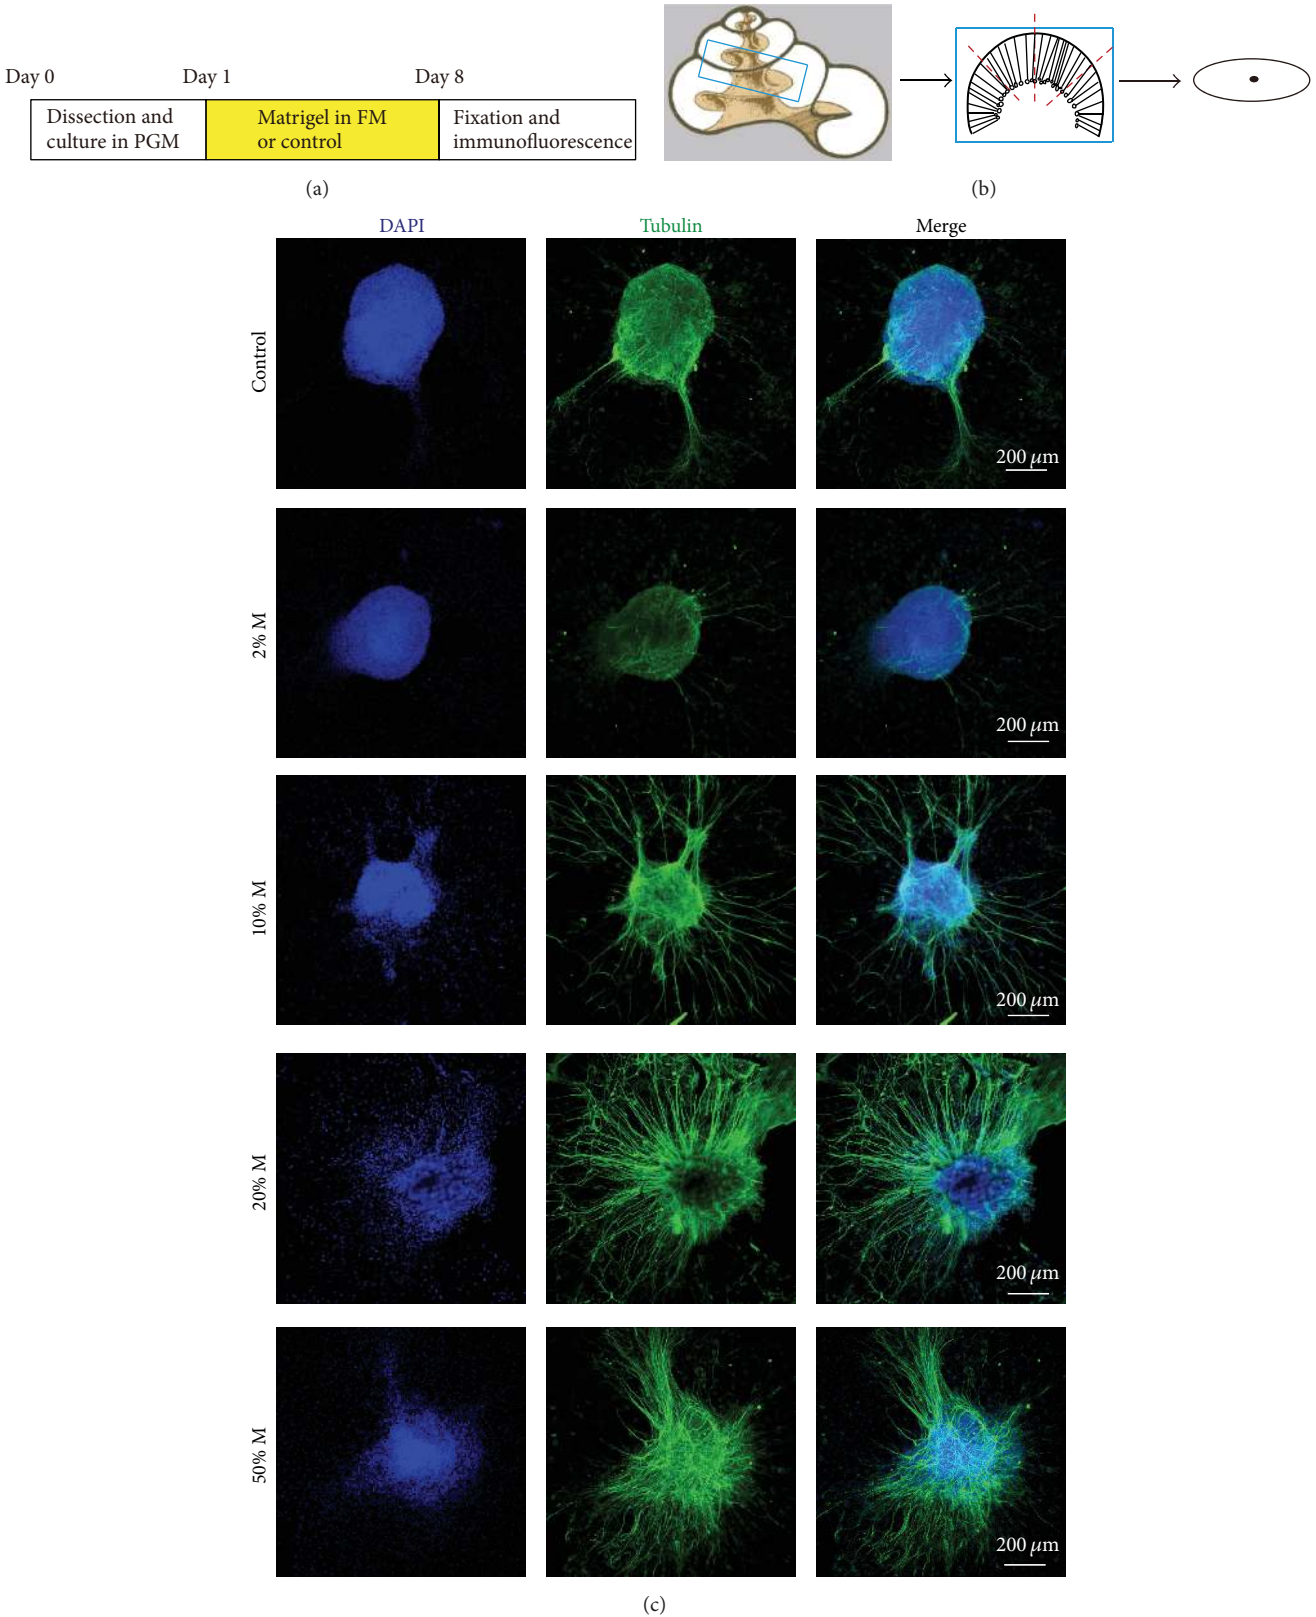 Day 0
Day 1
Day 8
Dissection and
culture in PGM
Matrigel in FM
or control
Fixation and
immunofluorescence
(a)
(b)
DAPI
Tubulin
Merge
Control
200 μm
2% M
200 μm
10% M
200 μm
20% M
200 μm
50% M
200 μm
(c)